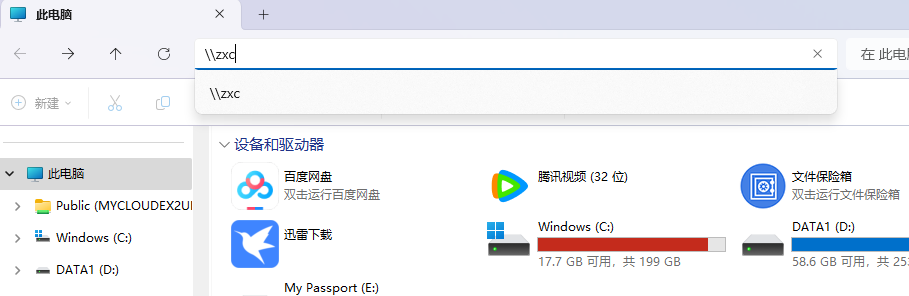 此电脑
\\zxc
在 此电脑
\\zxc
新建
设备和驱动器
此电脑
百度网盘
双击运行百度网盘
腾讯视频 (32 位)
文件保险箱
双击运行文件保险箱
Public (MYCLOUDEX2U
Windows (C:)
DATA1 (D:)
迅雷下载
Windows (C:)
17.7 GB 可用，共 199 GB
DATA1 (D:)
58.6 GB 可用，共 253
My Passport (E:)